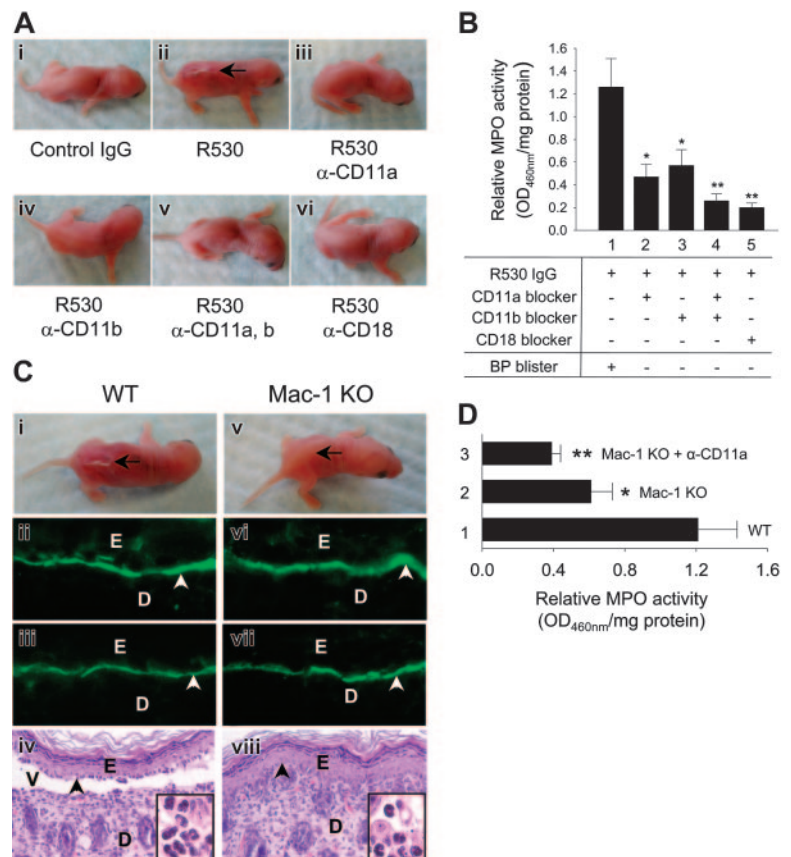 A
i
ii
iii
Control IgG
R530
R530
α-CD11a
iv
v
vi
R530
α-CD11b
R530
α-CD11a, b
R530
α-CD18
B
Relative MPO activity
(OD460nm/mg protein)
1.6
1.4
1.2
1.0
0.8
0.6
0.4
0.2
0.0
* * ** **
1 2 3 4 5
R530 IgG + + + + +
CD11a blocker - + - + -
CD11b blocker - - + + -
CD18 blocker - - - - +
BP blister + - - - -
C
WT Mac-1 KO
i
v
ii E D
vi E D
iii E D
vii E D
iv E V D
viii E D
D
3 ** Mac-1 KO + α-CD11a
2 * Mac-1 KO
1 WT
0.0 0.4 0.8 1.2 1.6
Relative MPO activity
(OD460nm/mg protein)